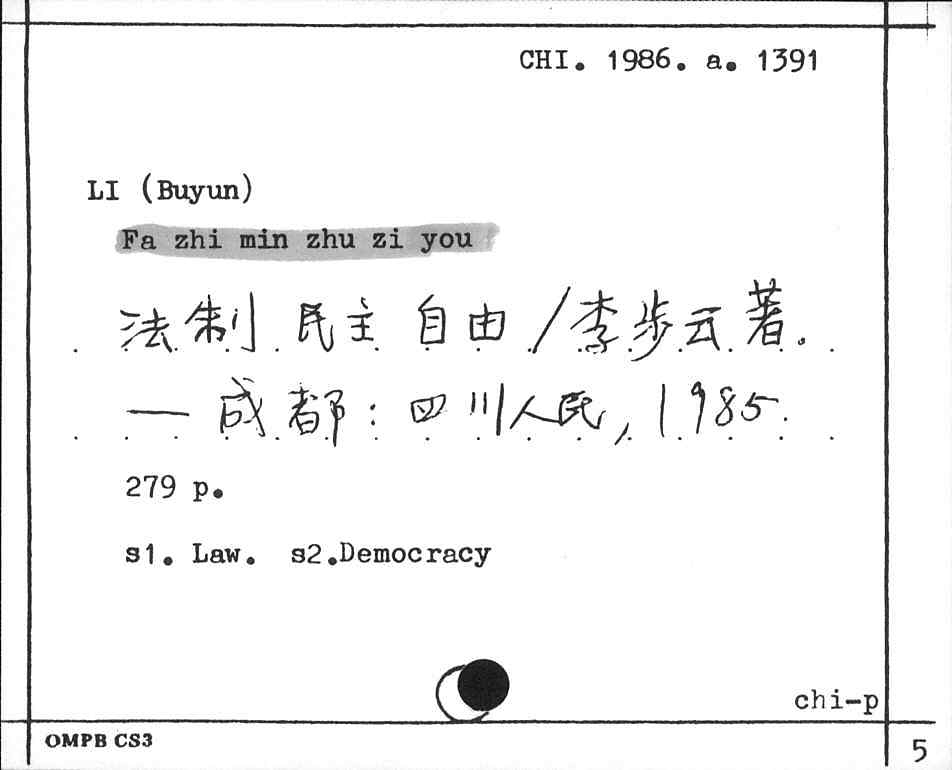 CHI. 1986. a. 1391
LI (Buyun)
Fa zhi min zhu zi you
法制 民主 自由 / 李步云 著。
— 成都: 四川人民, 1985.
279 p.
s1. Law. s2.Democracy
chi-p
OMPB CS3
5